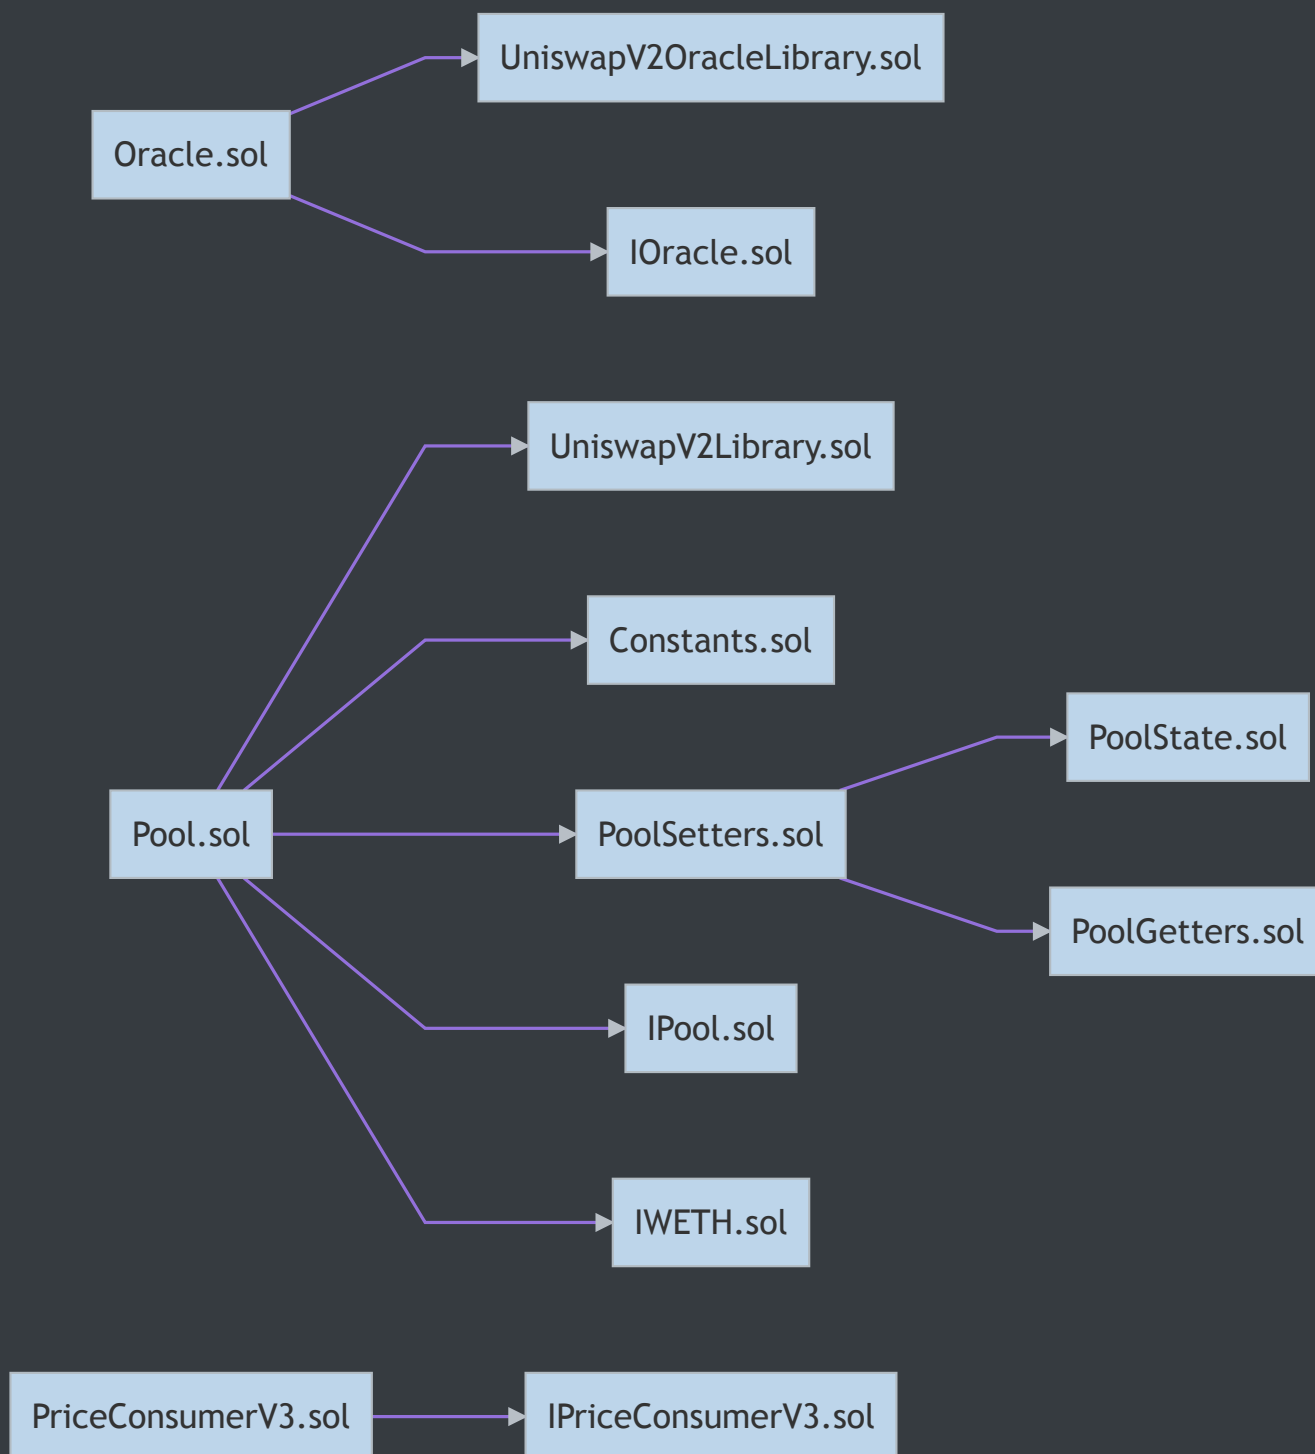 UniswapV2OracleLibrary.sol
Oracle.sol
IOracle.sol
UniswapV2Library.sol
Constants.sol
PoolState.sol
Pool.sol
PoolSetters.sol
PoolGetters.sol
IPool.sol
IWETH.sol
PriceConsumerV3.sol
IPriceConsumerV3.sol